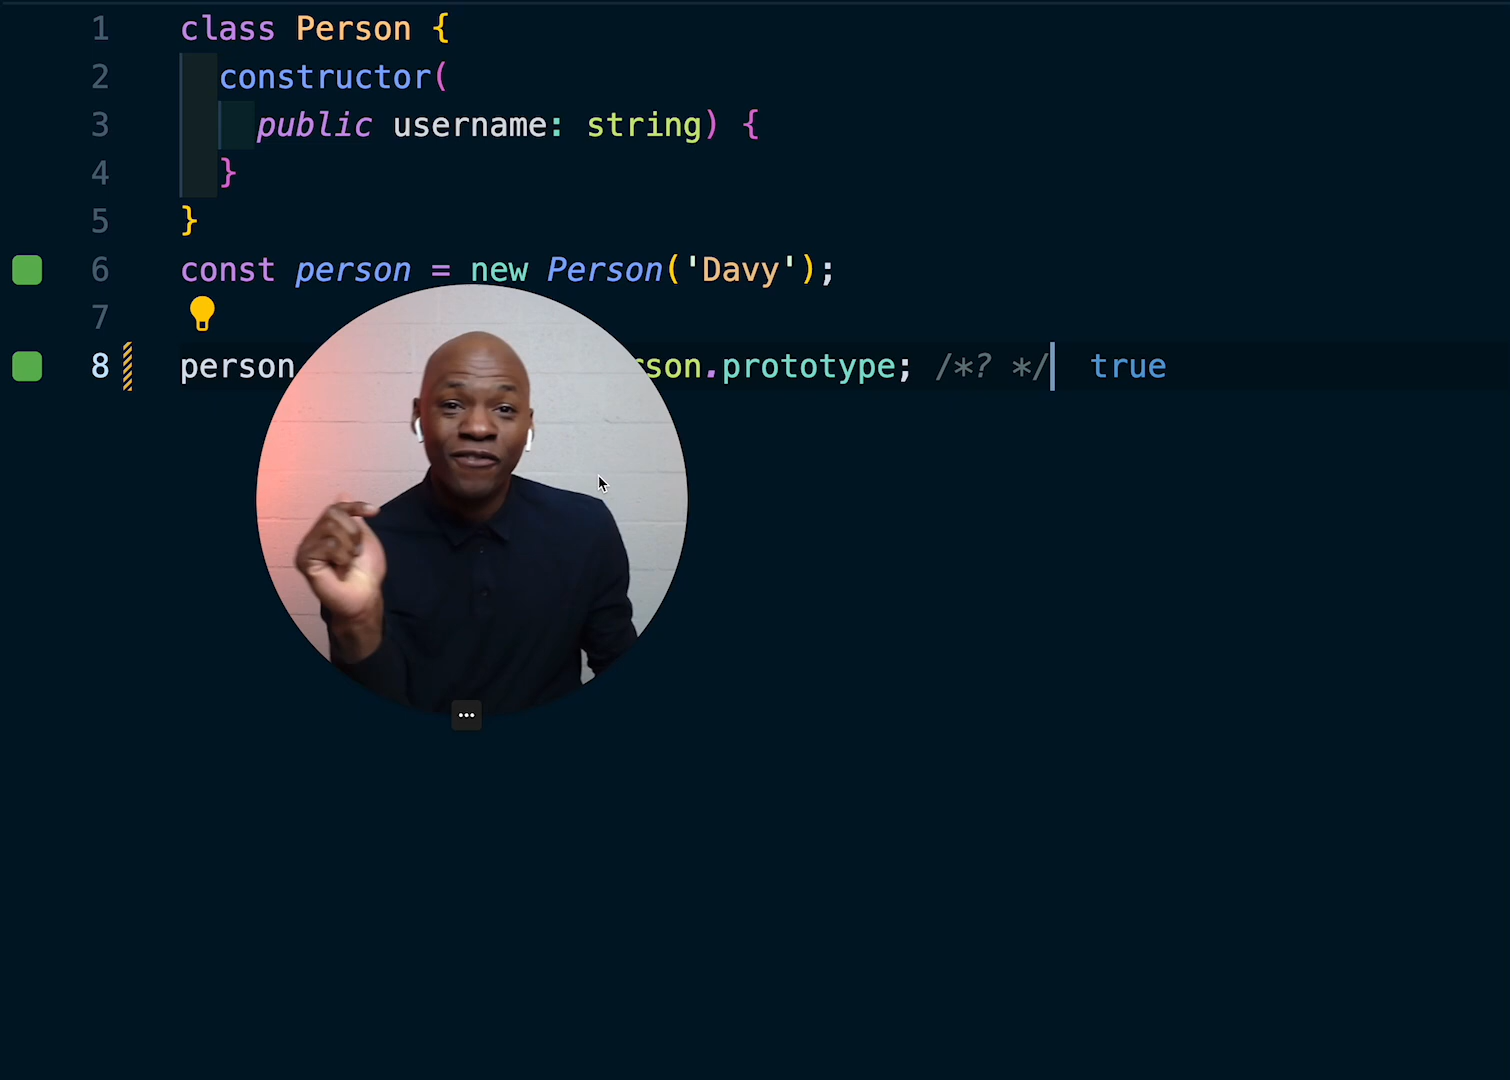 1 class Person {
2 constructor(
3 public username: string) {
4 }
5 }
6 const person = new Person('Davy');
7
8 person rson.prototype; /*? */ true